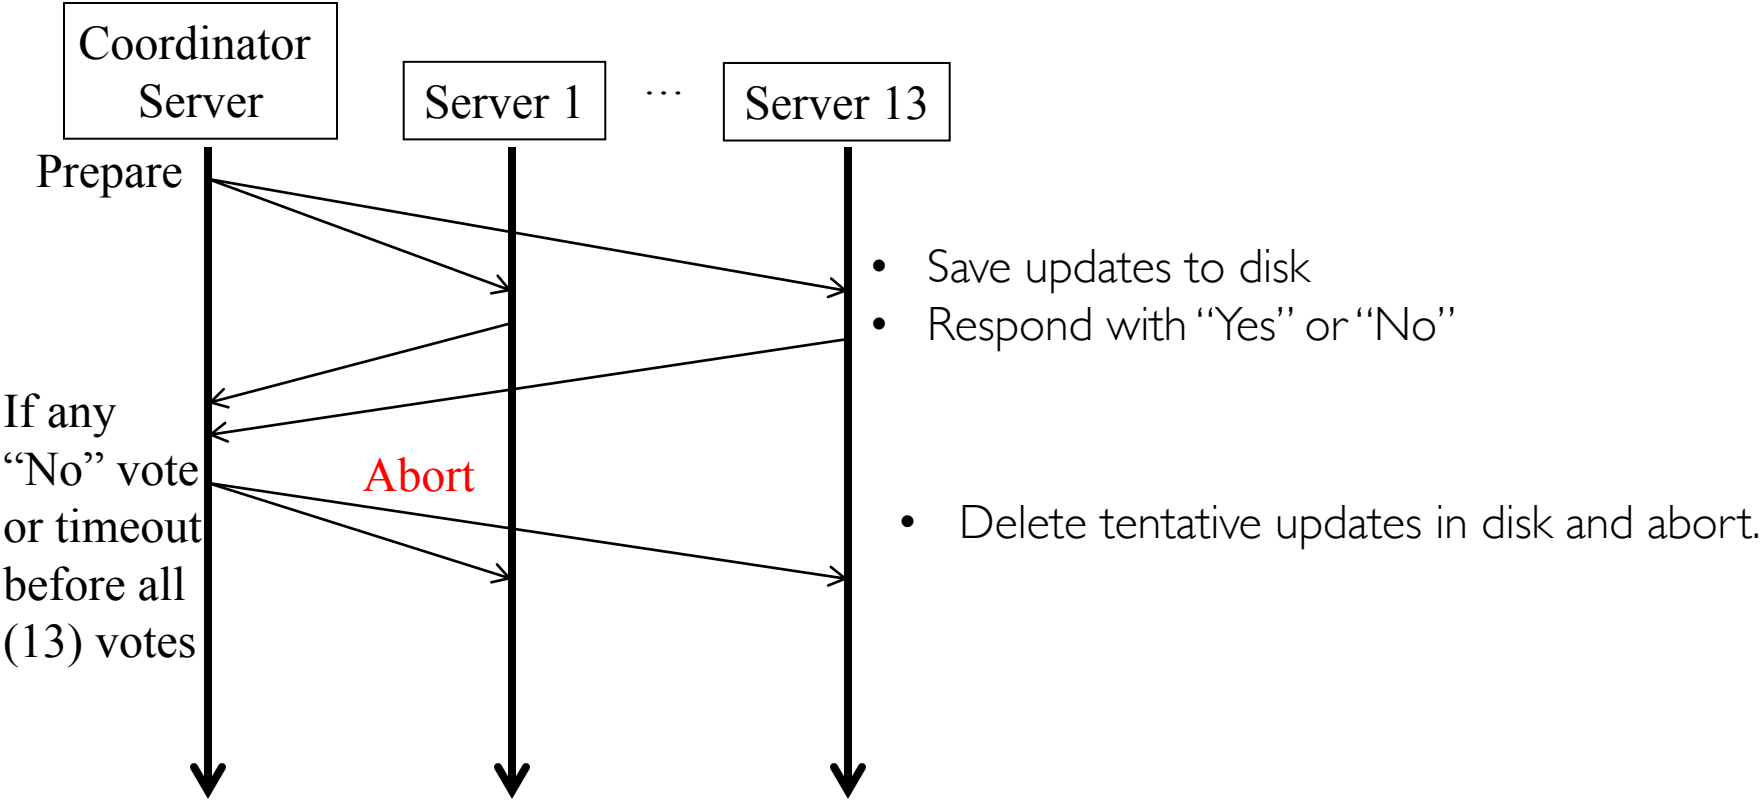 Coordinator
Server
Server 1
...
Server 13
Prepare
• Save updates to disk
• Respond with “Yes” or “No”
If any
“No” vote
or timeout
before all
(13) votes
Abort
• Delete tentative updates in disk and abort.